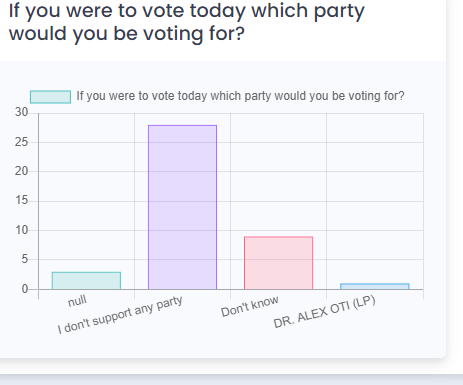 If you were to vote today which party
would you be voting for?
If you were to vote today which party would you be voting for?
30
25
20
15
10
5
0
null
I don't support any party
Don't know
DR. ALEX OTI (LP)